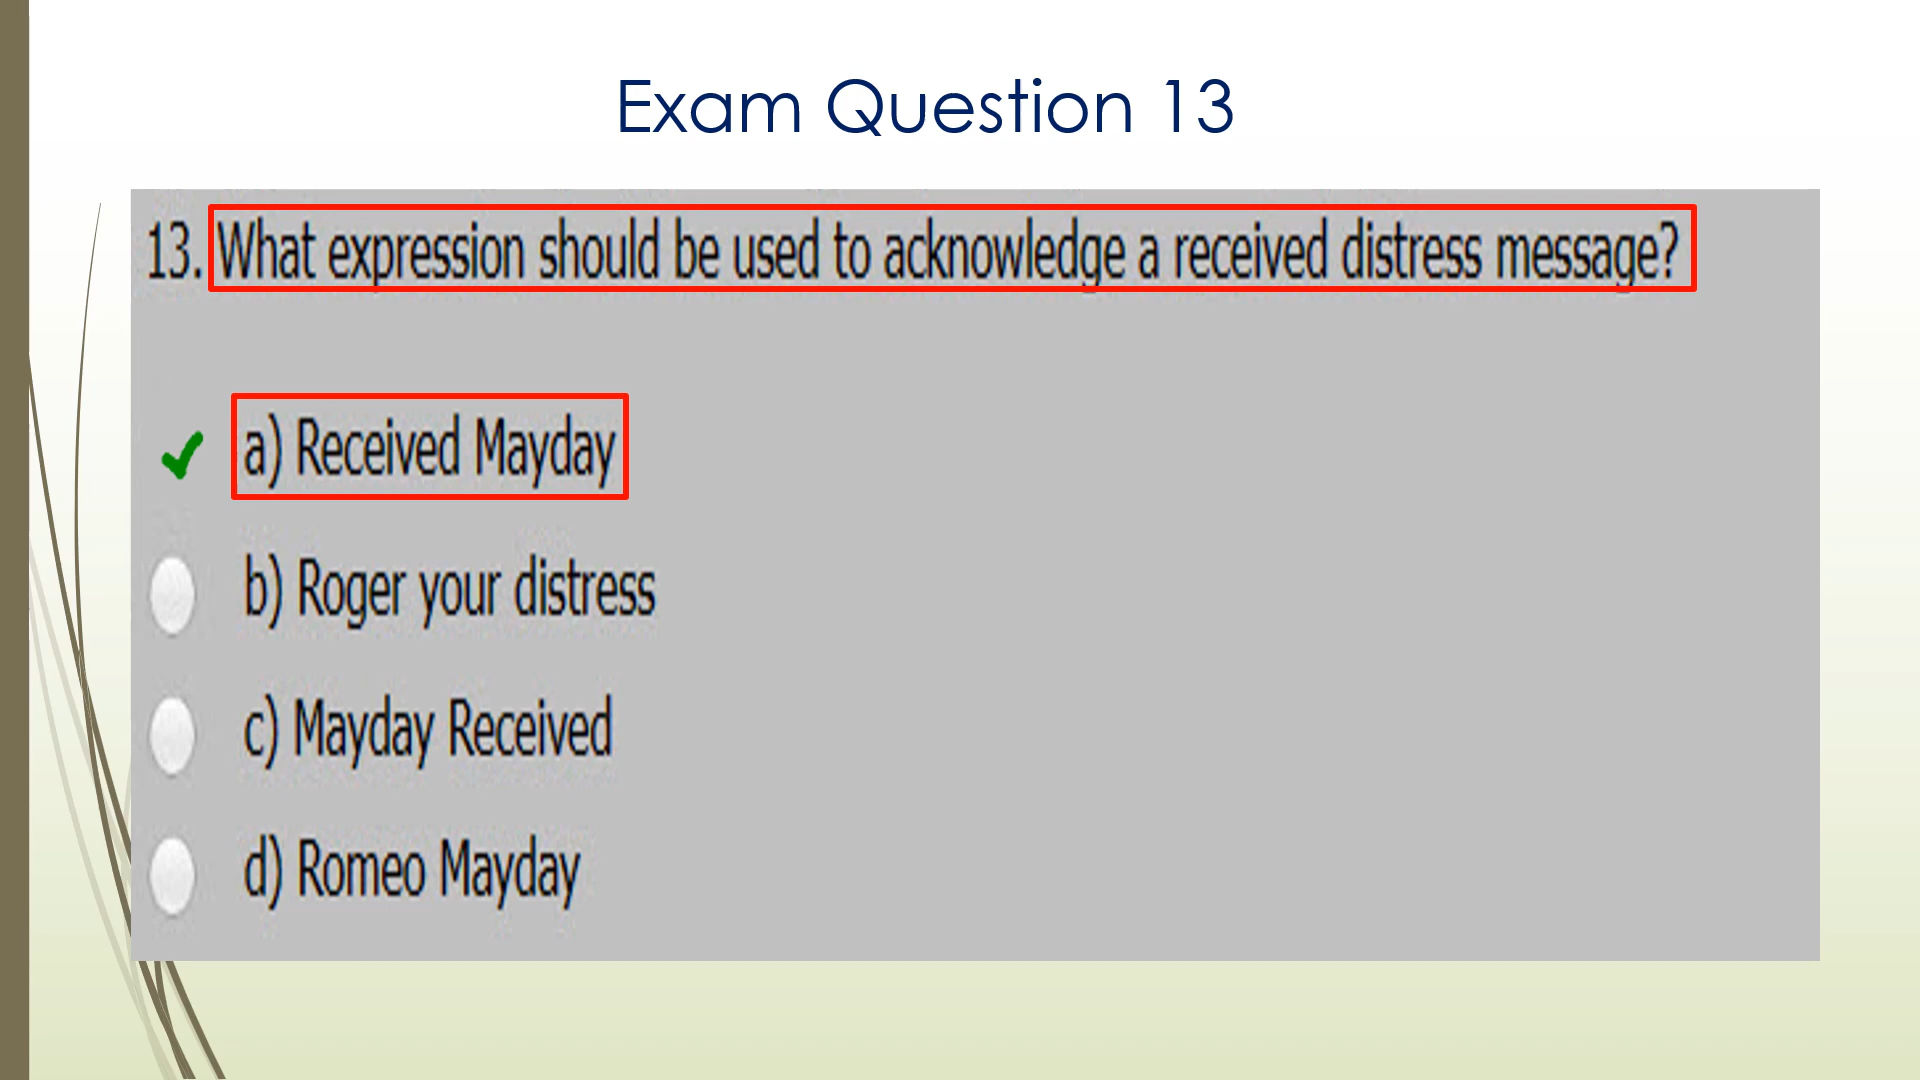 Exam Question 13
13. What expression should be used to acknowledge a received distress message?
a) Received Mayday
b) Roger your distress
c) Mayday Received
d) Romeo Mayday